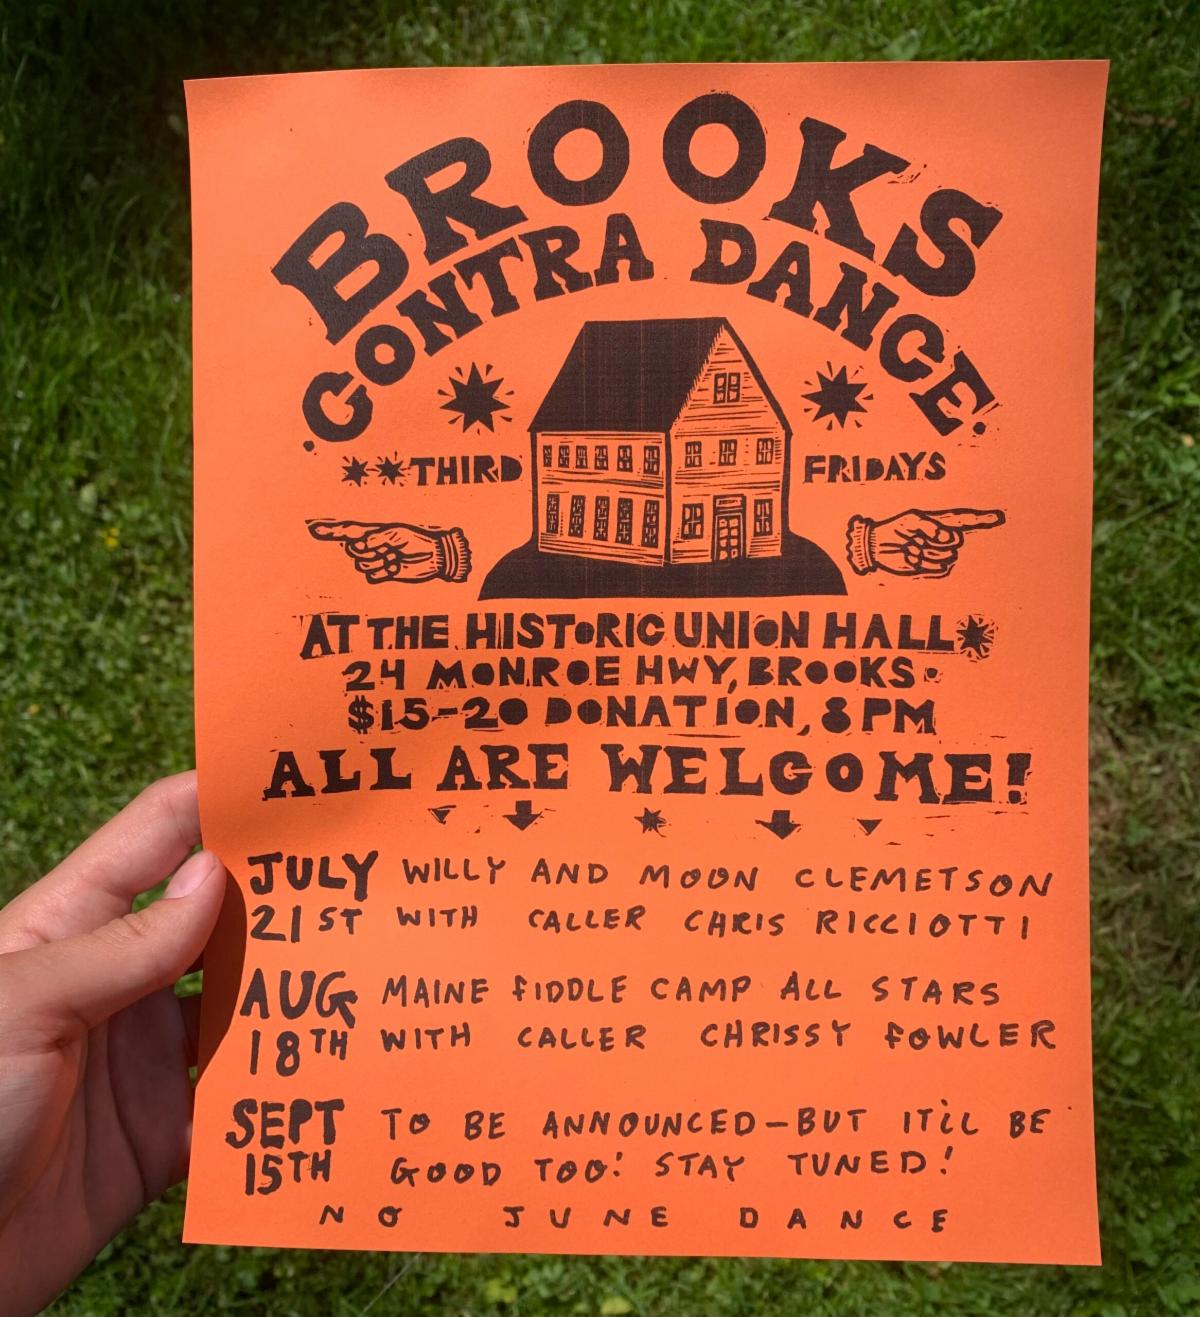 BROOKS
CONTRA DANCE
THIRD FRIDAYS
AT THE HISTORIC UNION HALL
24 MONROE HWY, BROOKS
$15-20 DONATION, 8PM
ALL ARE WELCOME!
JULY WILLY AND MOON CLEMETSON
21ST WITH CALLER CHRIS RICCIOTTI
AUG MAINE FIDDLE CAMP ALL STARS
18TH WITH CALLER CHRISSY FOWLER
SEPT TO BE ANNOUNCED-BUT IT'LL BE
15TH GOOD TOO! STAY TUNED!
NO JUNE DANCE